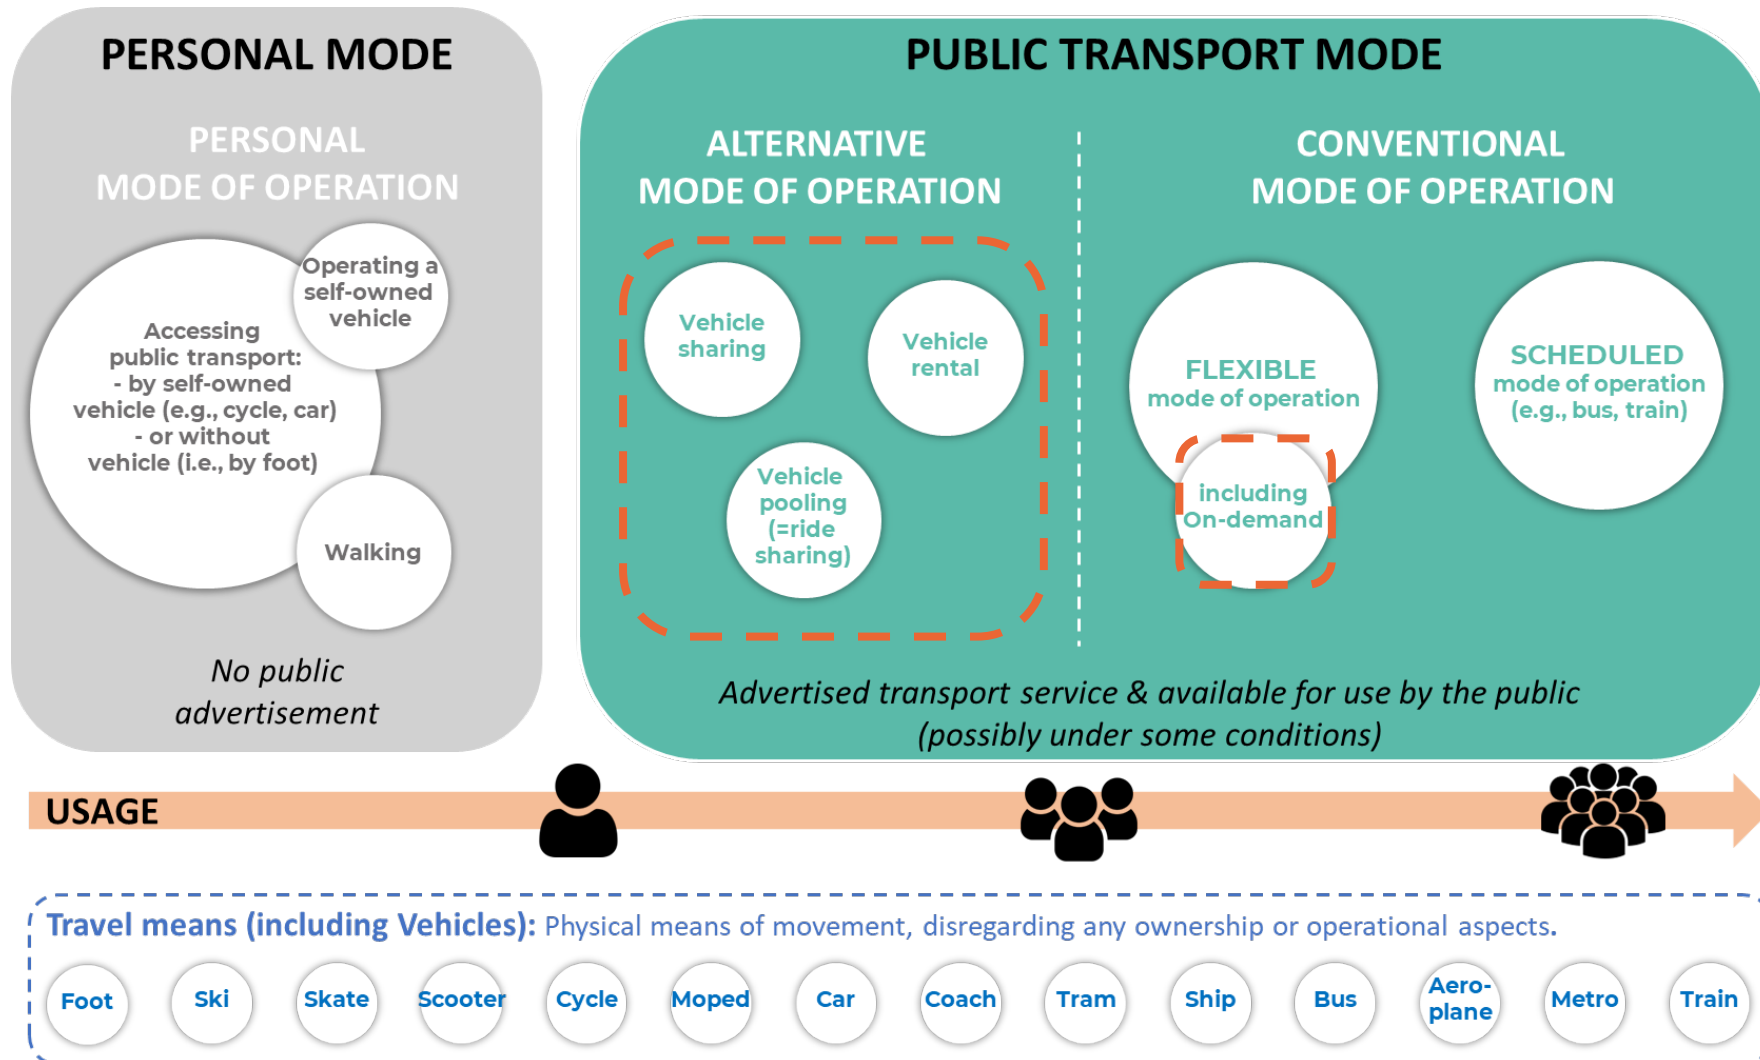 PERSONAL MODE
PERSONAL
MODE OF OPERATION
Operating a
self-owned
vehicle
Accessing
public transport:
- by self-owned
vehicle (e.g., cycle, car)
- or without
vehicle (i.e., by foot)
Walking
No public
advertisement
PUBLIC TRANSPORT MODE
ALTERNATIVE
MODE OF OPERATION
Vehicle
sharing
Vehicle
rental
Vehicle
pooling
(=ride
sharing)
CONVENTIONAL
MODE OF OPERATION
FLEXIBLE
mode of operation
including
On-demand
SCHEDULED
mode of operation
(e.g., bus, train)
Advertised transport service & available for use by the public
(possibly under some conditions)
USAGE
Travel means (including Vehicles): Physical means of movement, disregarding any ownership or operational aspects.
Foot
Ski
Skate
Scooter
Cycle
Moped
Car
Coach
Tram
Ship
Bus
Aero-
plane
Metro
Train